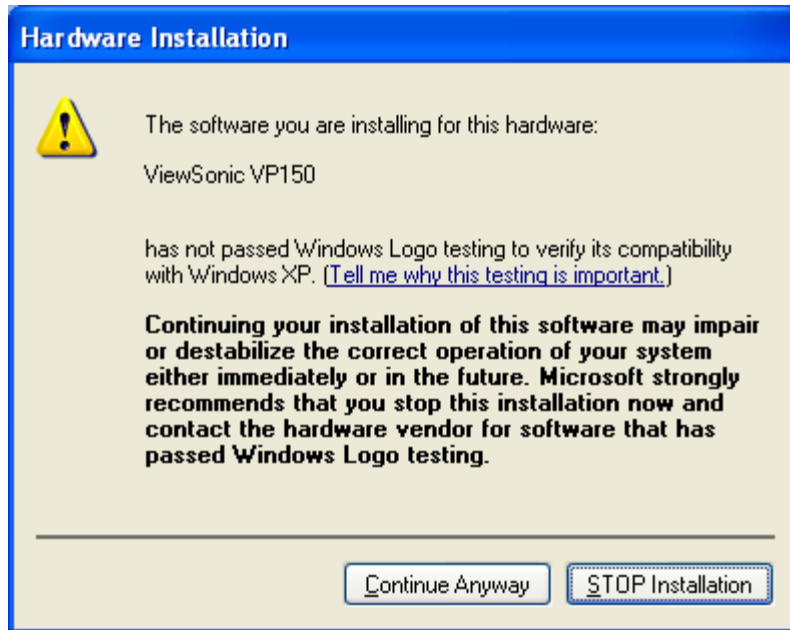 Hardware Installation
The software you are installing for this hardware:
ViewSonic VP150
has not passed Windows Logo testing to verify its compatibility
with Windows XP. (Tell me why this testing is important.)
Continuing your installation of this software may impair
or destabilize the correct operation of your system
either immediately or in the future. Microsoft strongly
recommends that you stop this installation now and
contact the hardware vendor for software that has
passed Windows Logo testing.
Continue Anyway
STOP Installation